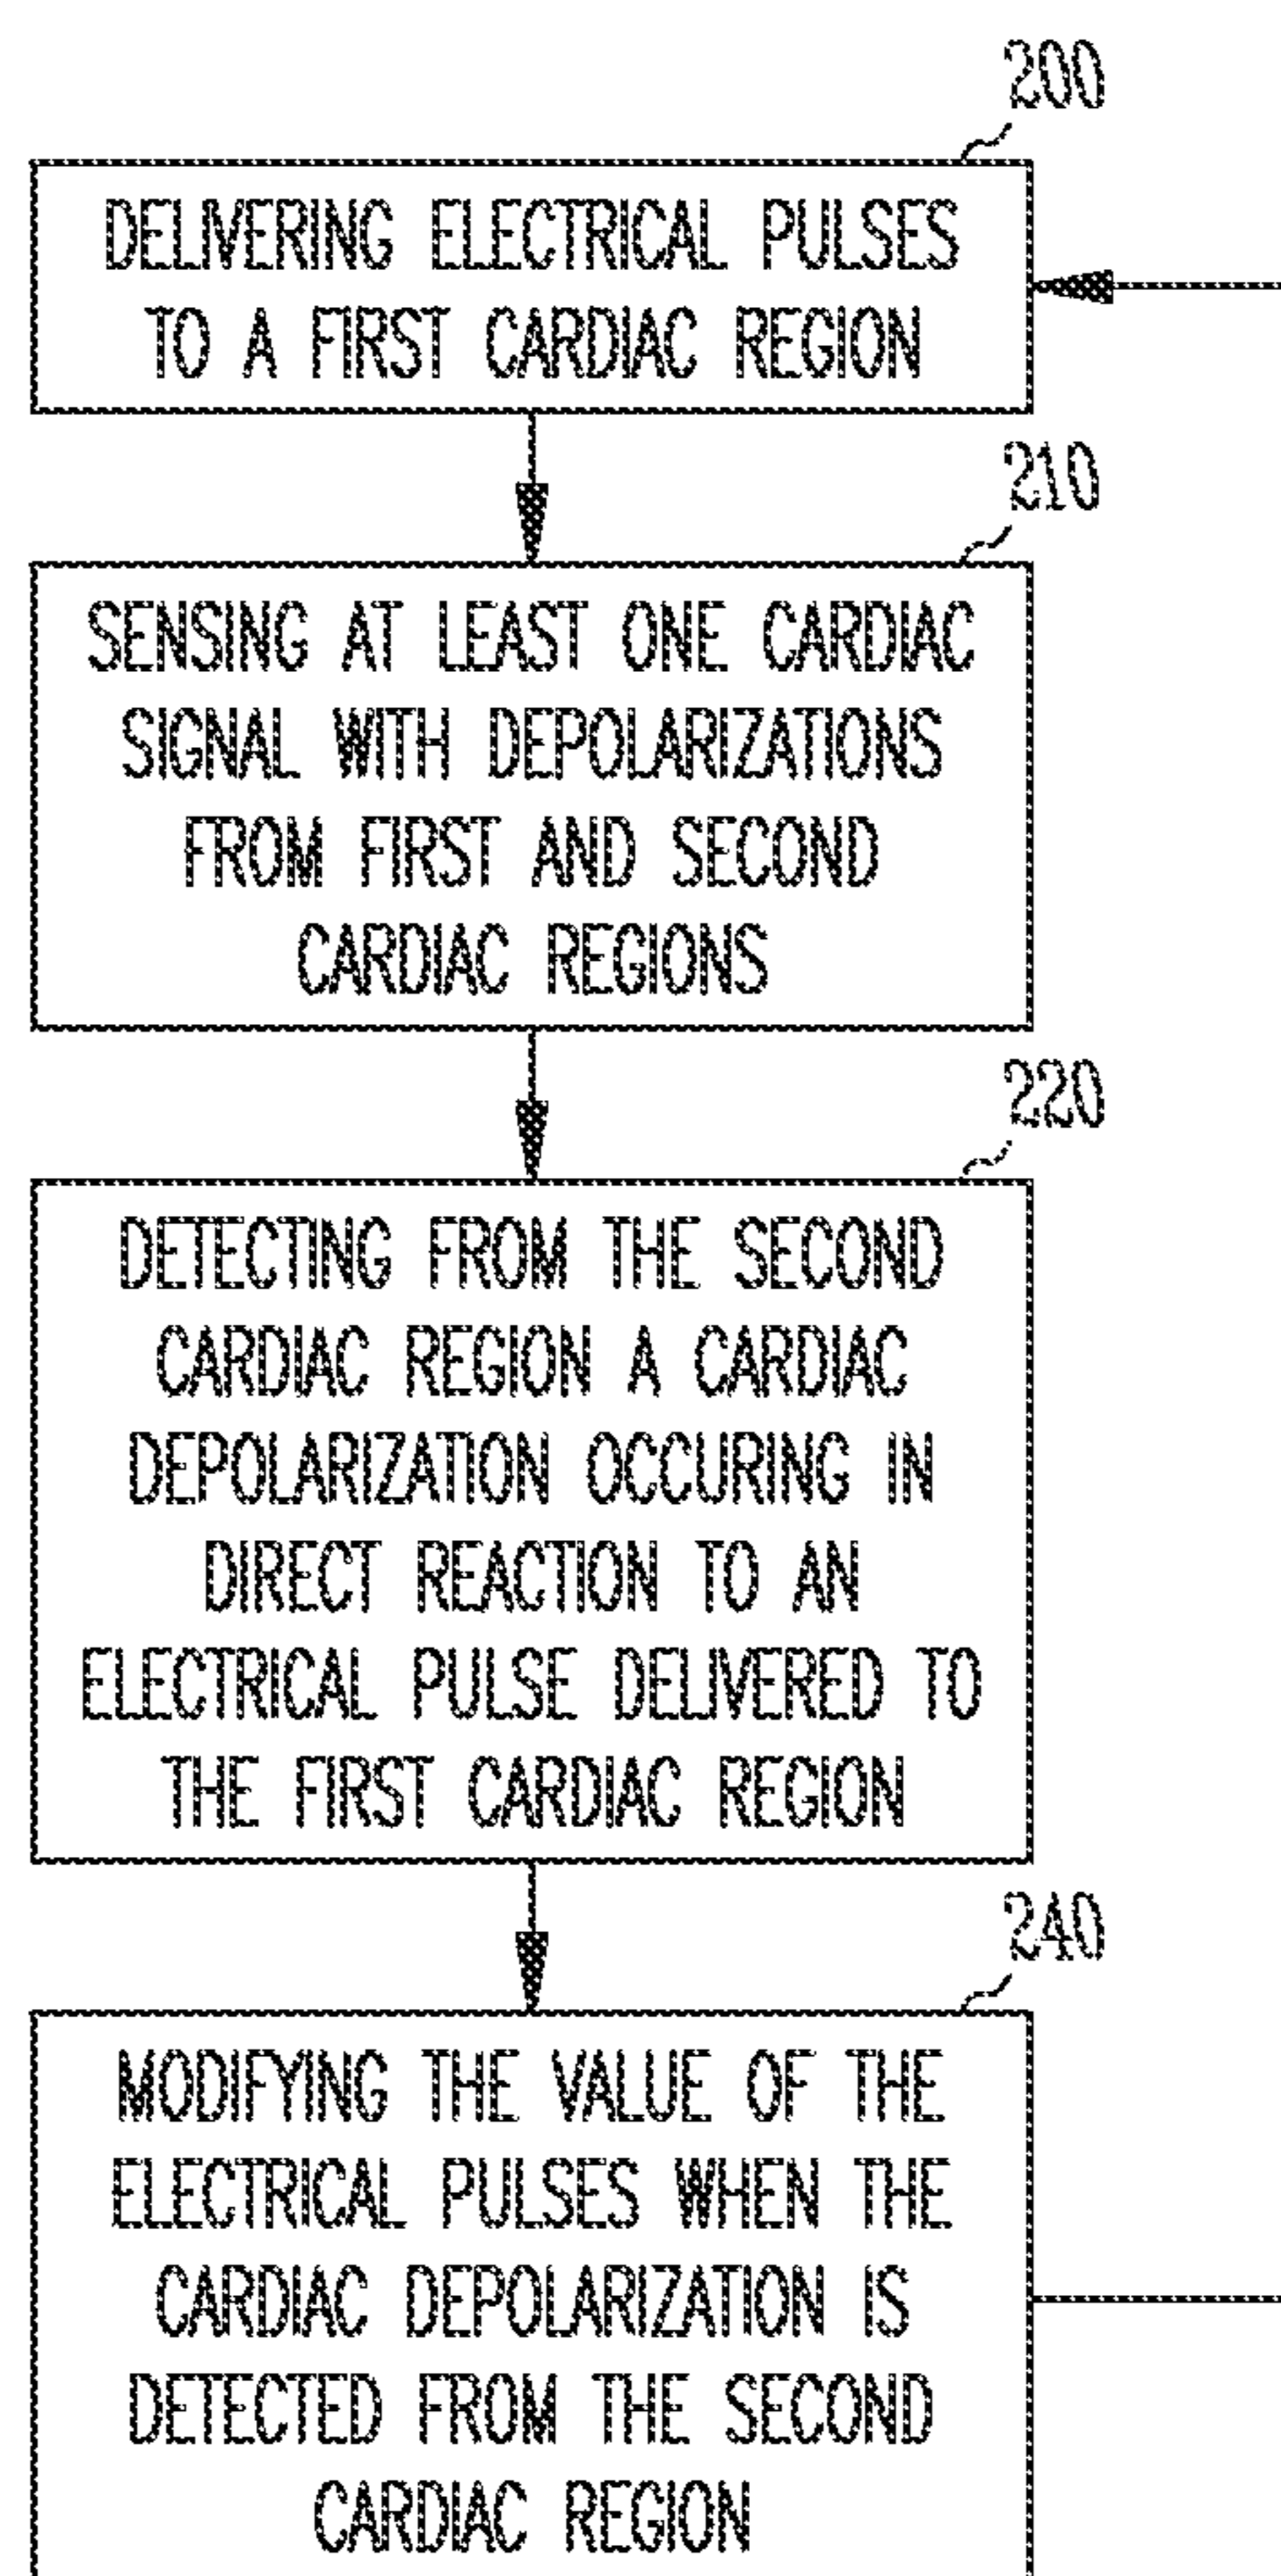 200
DELIVERING ELECTRICAL PULSES
TO A FIRST CARDIAC REGION
210
SENSING AT LEAST ONE CARDIAC
SIGNAL WITH DEPOLARIZATIONS
FROM FIRST AND SECOND
CARDIAC REGIONS
220
DETECTING FROM THE SECOND
CARDIAC REGION A CARDIAC
DEPOLARIZATION OCCURING IN
DIRECT REACTION TO AN
ELECTRICAL PULSE DELIVERED TO
THE FIRST CARDIAC REGION
240
MODIFYING THE VALUE OF THE
ELECTRICAL PULSES WHEN THE
CARDIAC DEPOLARIZATION IS
DETECTED FROM THE SECOND
CARDIAC REGION